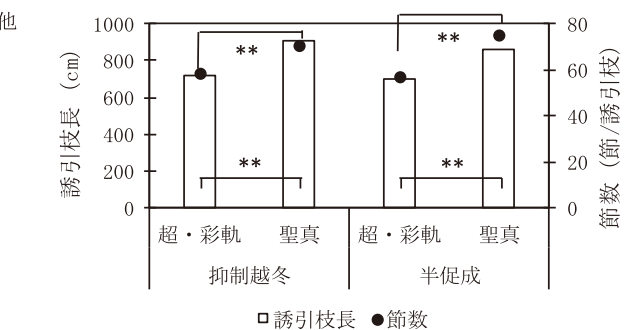 他
誘引枝長 (cm)
1000
800
600
400
200
0
**
**
**
**
80
60
40
20
0
節数 (節/誘引枝)
超・彩軌 聖真 超・彩軌 聖真
抑制越冬 半促成
□誘引枝長 ●節数